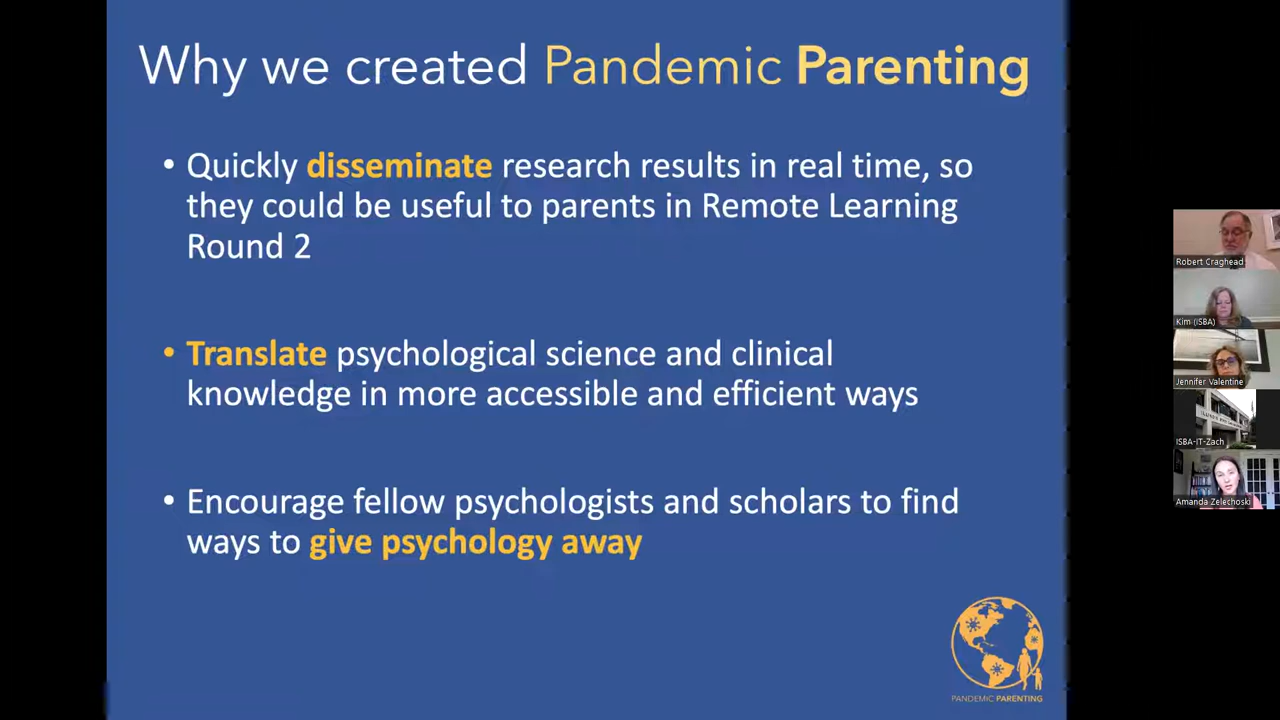 Why we created Pandemic Parenting
• Quickly disseminate research results in real time, so
they could be useful to parents in Remote Learning
Round 2
• Translate psychological science and clinical
knowledge in more accessible and efficient ways
• Encourage fellow psychologists and scholars to find
ways to give psychology away
PANDEMIC PARENTING
Robert Craghead
Kim (ISBA)
Jennifer Valentine
ISBA-IT-Zach
Amanda Zelechoski